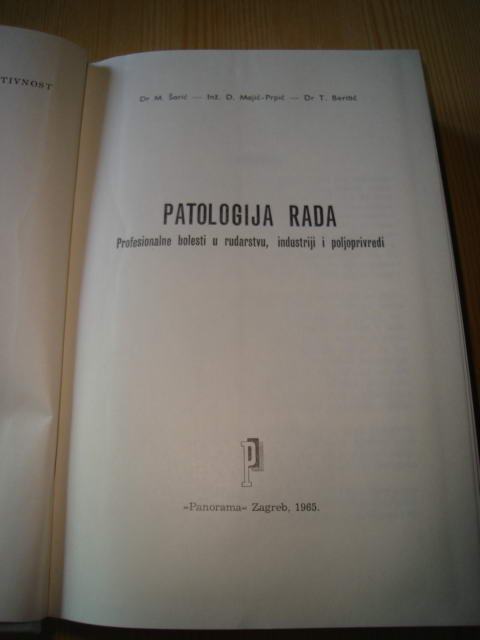 TIVNOST
Dr M. Šarić — Inž. D. Majić-Prpić — Dr T. Beritić
PATOLOGIJA RADA
Profesionalne bolesti u rudarstvu, industriji i poljoprivredi
P
»Panorama« Zagreb, 1965.